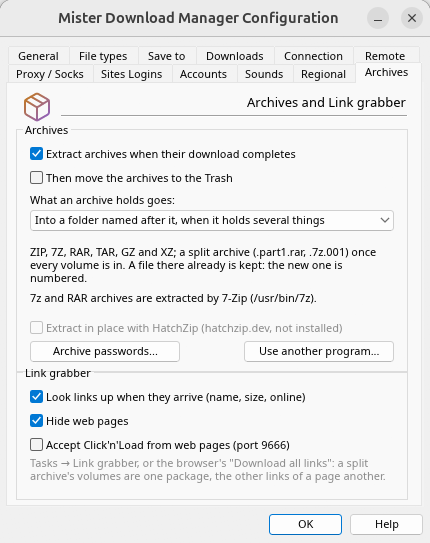 Mister Download Manager Configuration
General
File types
Save to
Downloads
Connection
Remote
Proxy / Socks
Sites Logins
Accounts
Sounds
Regional
Archives
Archives and Link grabber
Archives
Extract archives when their download completes
Then move the archives to the Trash
What an archive holds goes:
Into a folder named after it, when it holds several things
ZIP, 7Z, RAR, TAR, GZ and XZ; a split archive (.part1.rar, .7z.001) once
every volume is in. A file there already is kept: the new one is
numbered.
7z and RAR archives are extracted by 7-Zip (/usr/bin/7z).
Extract in place with HatchZip (hatchzip.dev, not installed)
Archive passwords...
Use another program...
Link grabber
Look links up when they arrive (name, size, online)
Hide web pages
Accept Click'n'Load from web pages (port 9666)
Tasks → Link grabber, or the browser's "Download all links": a split
archive's volumes are one package, the other links of a page another.
OK
Help